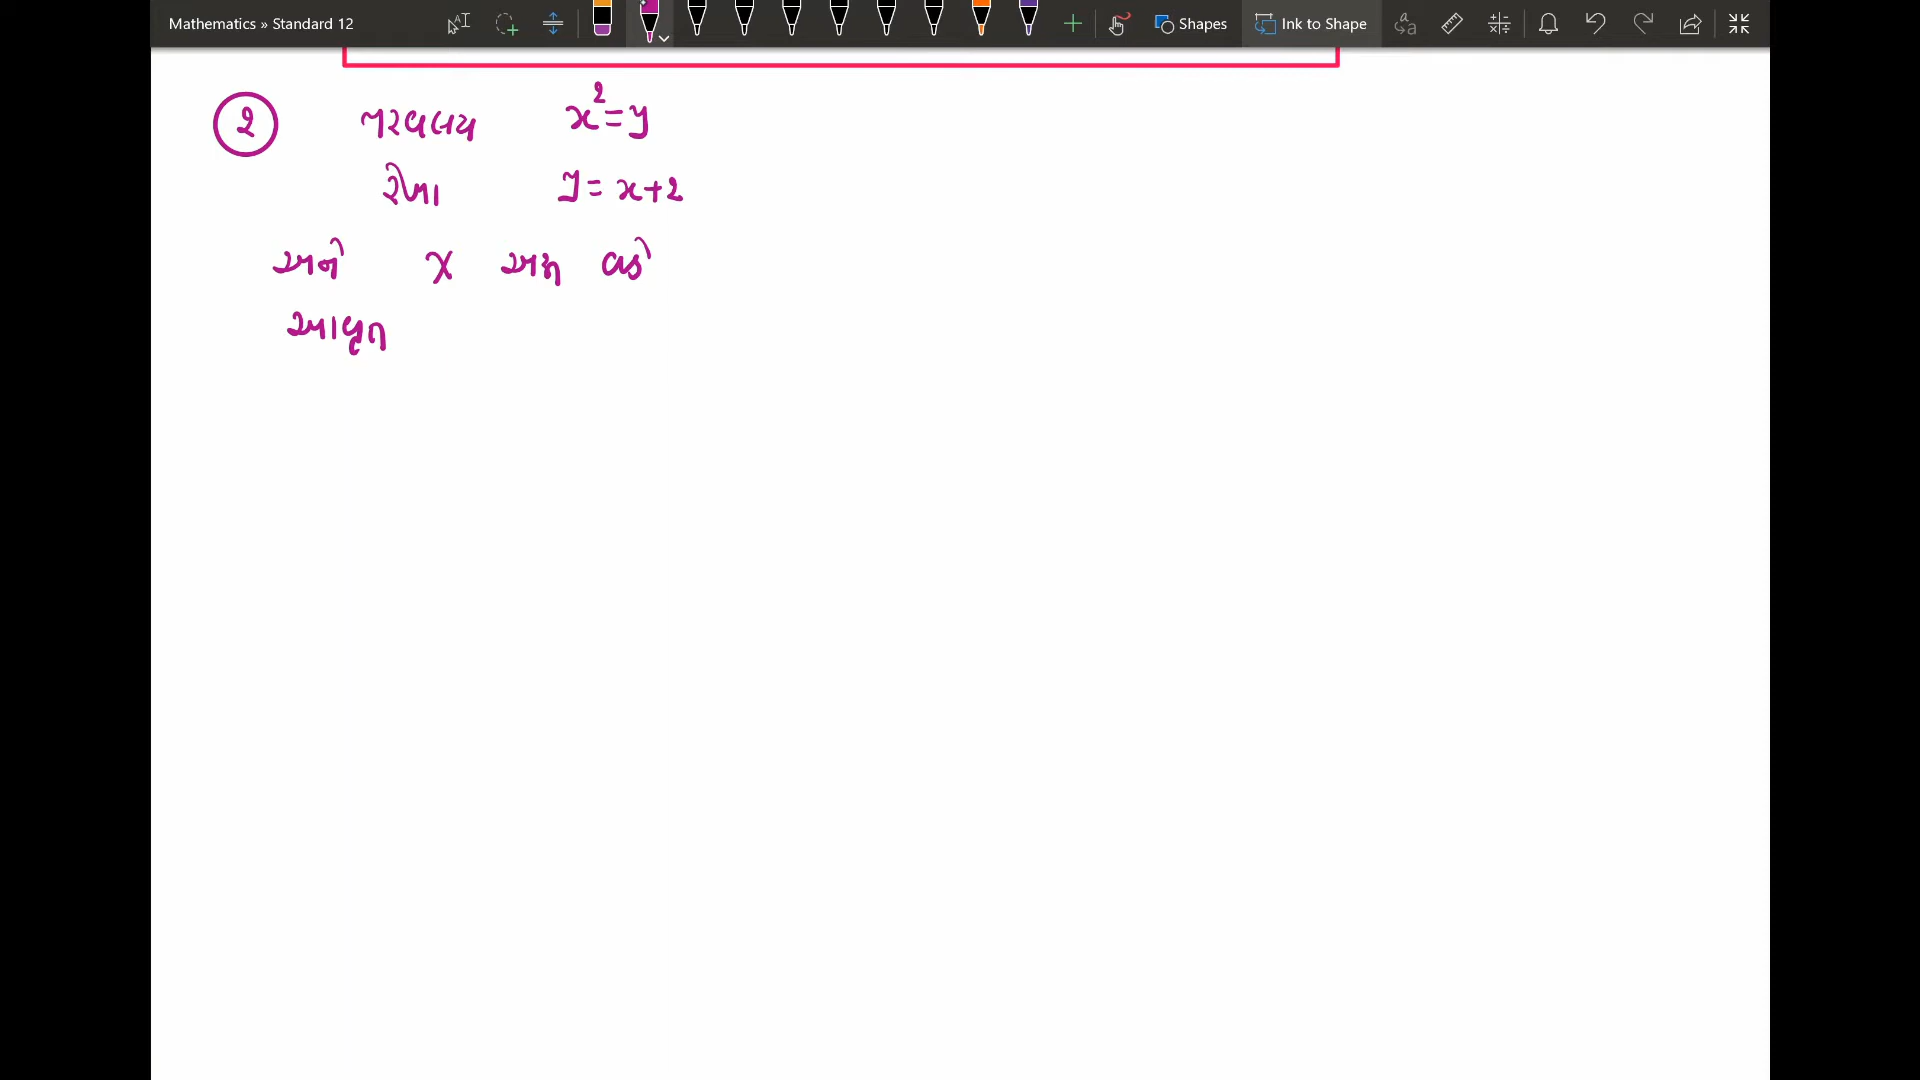 Mathematics » Standard 12
Shapes
Ink to Shape
૨ પરવલય x²=y
રેખા y=x+2
અને X અક્ષ વડે
આવૃત